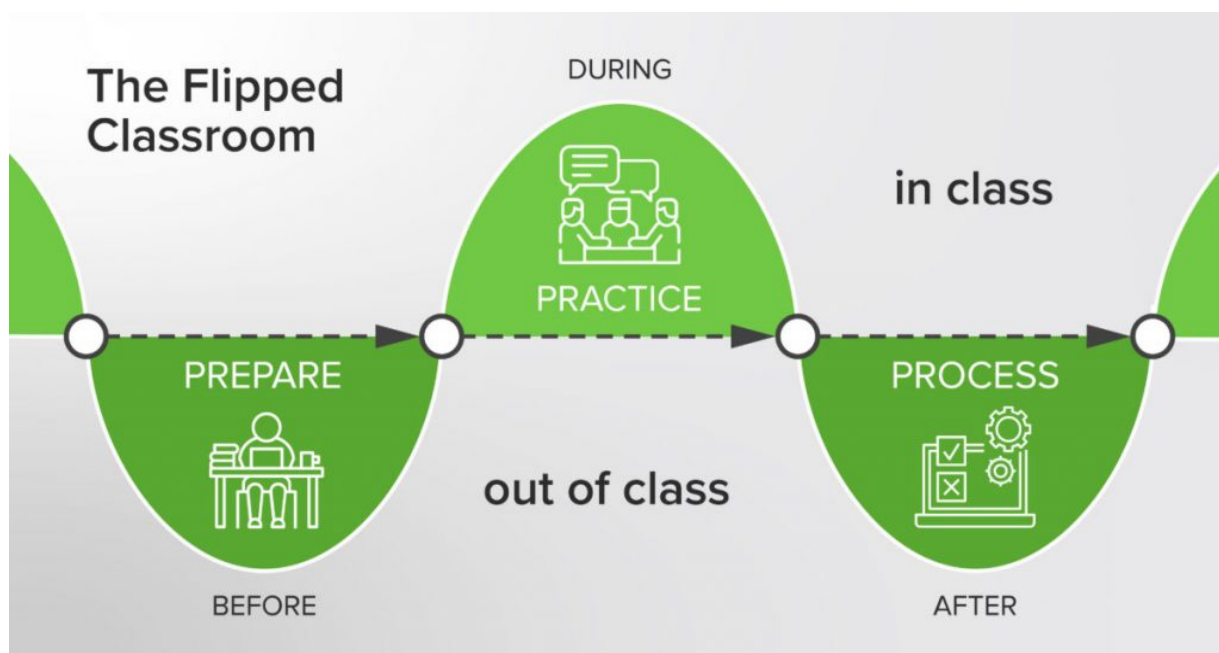 The Flipped
Classroom
DURING
in class
PRACTICE
PREPARE
PROCESS
out of class
BEFORE
AFTER